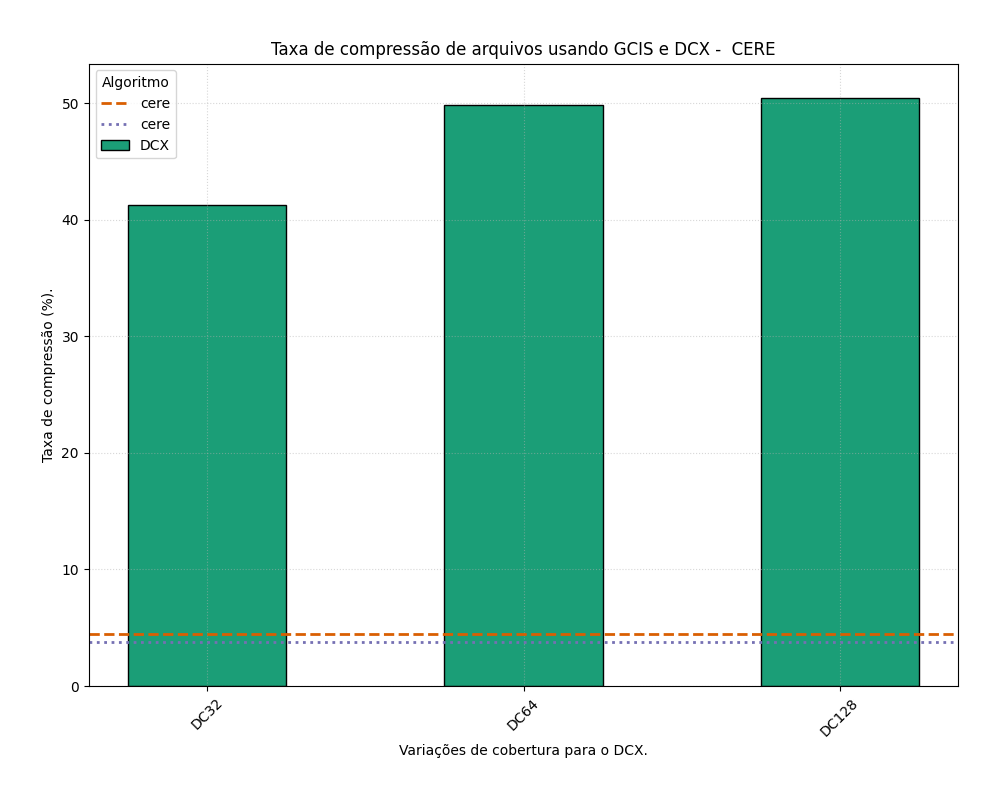 Taxa de compressão de arquivos usando GCIS e DCX -  CERE
Algoritmo
cere
cere
DCX
Taxa de compressão (%).
50
40
30
20
10
0
DC32
DC64
DC128
Variações de cobertura para o DCX.